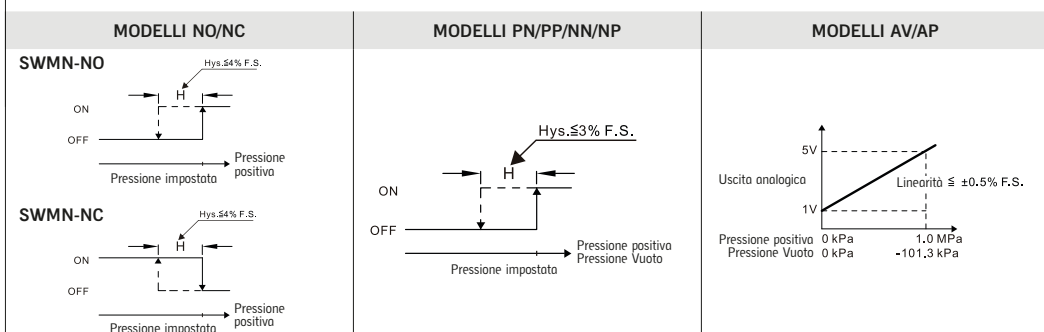 MODELLI NO/NC
SWMN-NO
Hys.≦4% F.S.
H
ON
OFF
Pressione positiva
Pressione impostata
SWMN-NC
Hys.≦4% F.S.
H
ON
OFF
Pressione positiva
Pressione impostata
MODELLI PN/PP/NN/NP
Hys.≦3% F.S.
H
ON
OFF
Pressione positiva
Pressione Vuoto
Pressione impostata
MODELLI AV/AP
5V
Uscita analogica
Linearità ≦ ±0.5% F.S.
1V
Pressione positiva 0 kPa 1.0 MPa
Pressione Vuoto 0 kPa -101.3 kPa